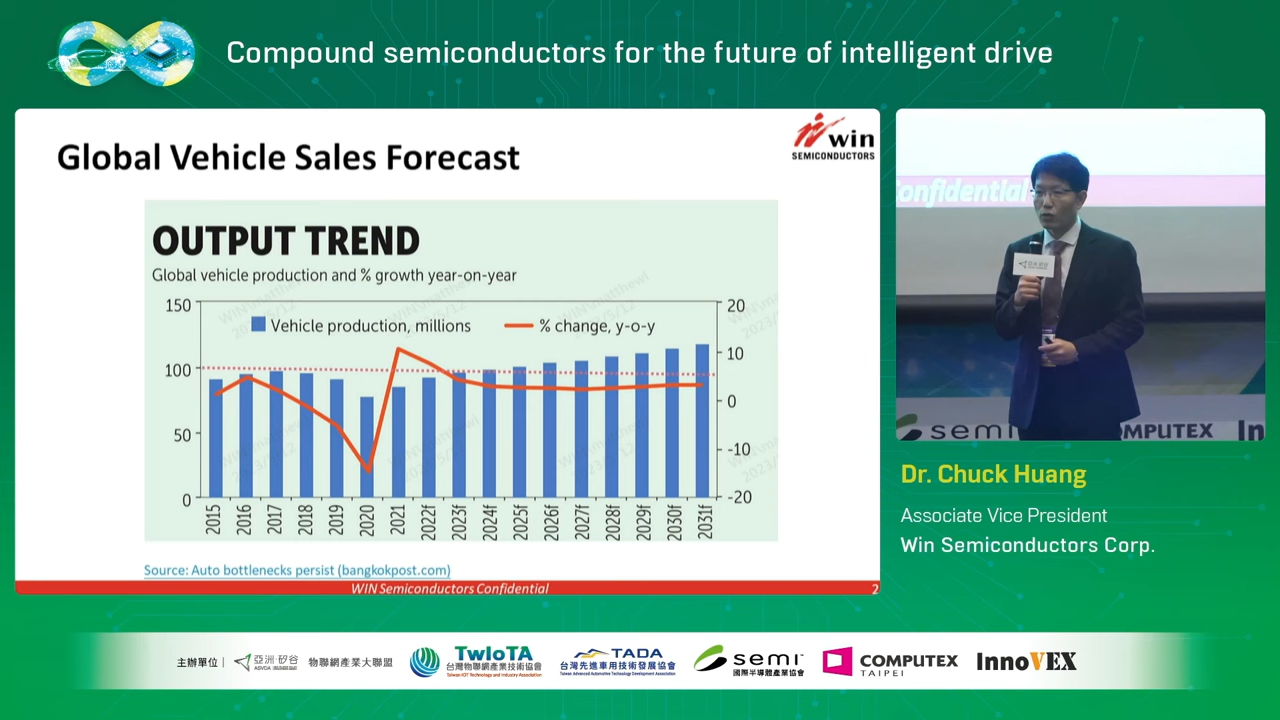 Compound semiconductors for the future of intelligent drive
Global Vehicle Sales Forecast
win
SEMICONDUCTORS
OUTPUT TREND
Global vehicle production and % growth year-on-year
Vehicle production, millions
% change, y-o-y
150
100
50
0
20
10
0
-10
-20
2015
2016
2017
2018
2019
2020
2021
2022f
2023f
2024f
2025f
2026f
2027f
2028f
2029f
2030f
2031f
Source: Auto bottlenecks persist (bangkokpost.com)
WIN Semiconductors Confidential
2
onfidential
semi
MPUTEX
In
Dr. Chuck Huang
Associate Vice President
Win Semiconductors Corp.
主辦單位
亞洲·矽谷
ASVDA
物聯網產業大聯盟
TwIoTA
台灣物聯網產業技術協會
Taiwan IOT Technology and Industry Association
TADA
台灣先進車用技術發展協會
Taiwan Advanced Automotive Technology Development Association
semi
國際半導體產業協會
COMPUTEX
TAIPEI
InnoVEX